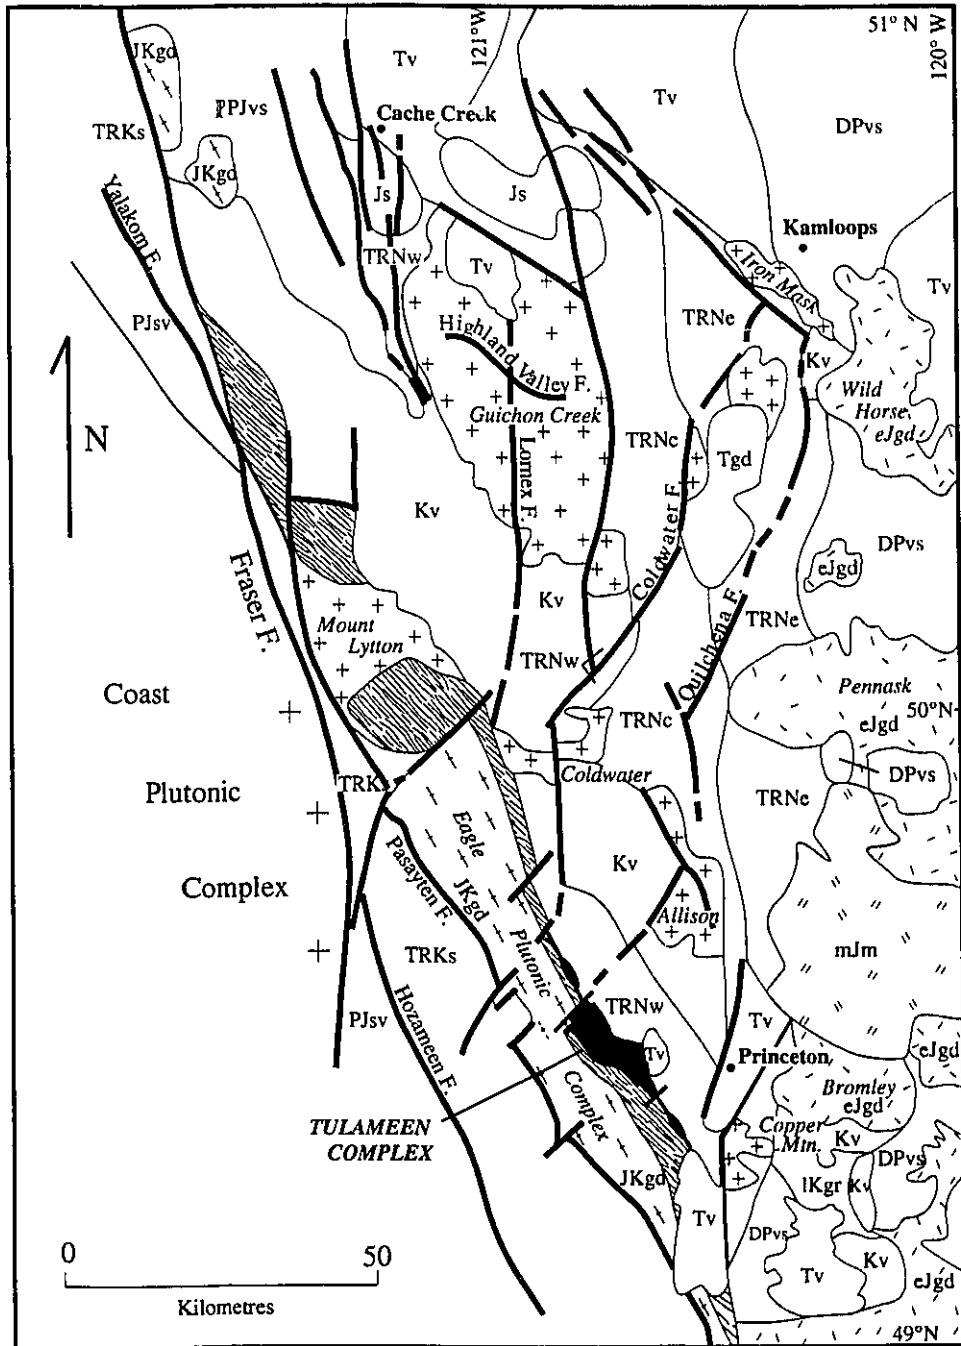 51° N
121° W
120° W
JKgd
Tv
Tv
ꟼPJvs
Cache Creek
TRKs
DPvs
JKgd
Js
Js
Yalakom F.
Kamloops
TRNw
Tv
Iron Mask
Tv
PJsv
TRNe
Highland Valley F.
Kv
N
Guichon Creek
Wild Horse
eJgd
TRNc
Tgd
Lornex F.
Kv
Coldwater F.
DPvs
Fraser F.
eJgd
Kv
Quilchena F.
TRNe
Mount
Lytton
TRNw
Pennask
eJgd
Coast
50°N
TRNc
DPvs
Coldwater
TRKs
TRNe
Plutonic
Eagle
Kv
Pasayten F.
JKgd
Complex
Allison
mJm
Plutonic
TRKs
TRNw
PJsv
Hozameen F.
Tv
Tv
Princeton
eJgd
Complex
Bromley
eJgd
TULAMEEN
COMPLEX
Copper
Mtn.
Kv
DPvs
JKgd
lKgr
Kv
Tv
DPvs
Kv
Tv
eJgd
0
50
Kilometres
49°N